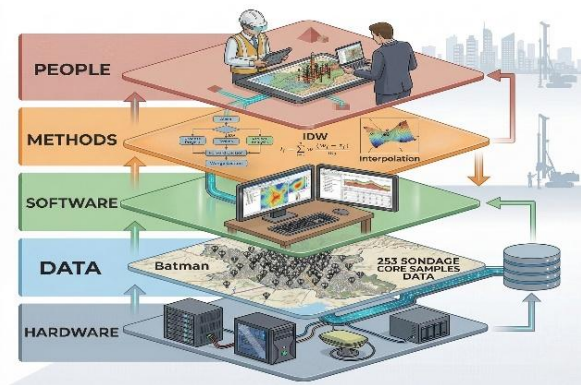 PEOPLE
METHODS
IDW
Interpolation
SOFTWARE
DATA
Batman
253 SONDAGE
CORE SAMPLES
DATA
HARDWARE